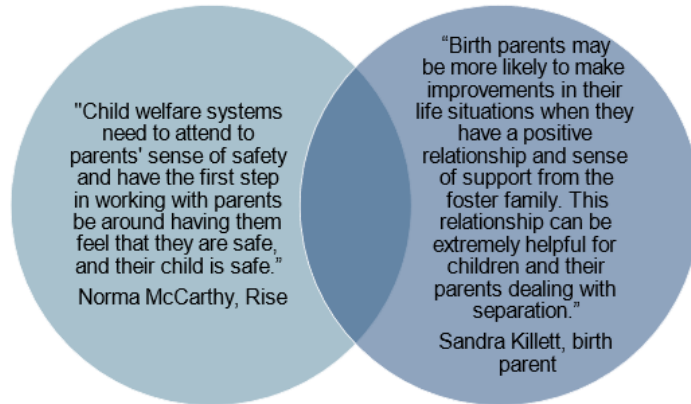 "Child welfare systems
need to attend to
parents' sense of safety
and have the first step
in working with parents
be around having them
feel that they are safe,
and their child is safe.”
Norma McCarthy, Rise
“Birth parents may
be more likely to make
improvements in their
life situations when they
have a positive
relationship and sense
of support from the
foster family. This
relationship can be
extremely helpful for
children and their
parents dealing with
separation.”
Sandra Killett, birth
parent